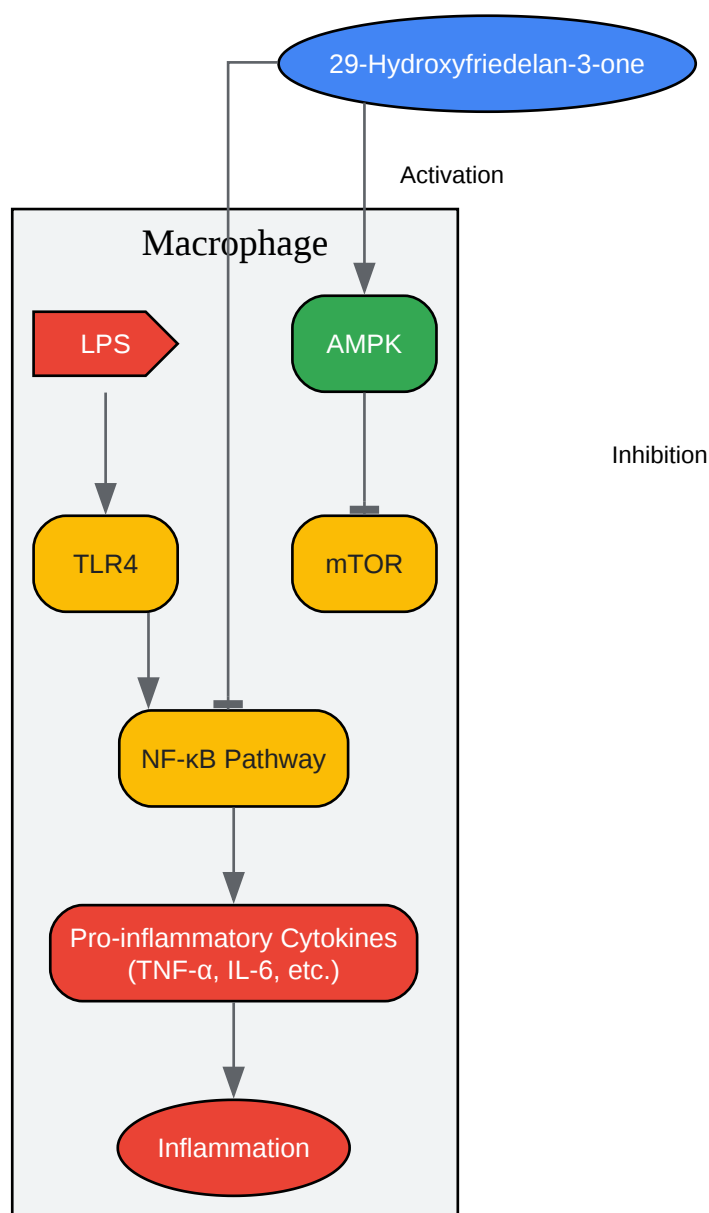 29-Hydroxyfriedelan-3-one
Activation
Macrophage
LPS
AMPK
Inhibition
TLR4
mTOR
NF-κB Pathway
Pro-inflammatory Cytokines
(TNF-α, IL-6, etc.)
Inflammation